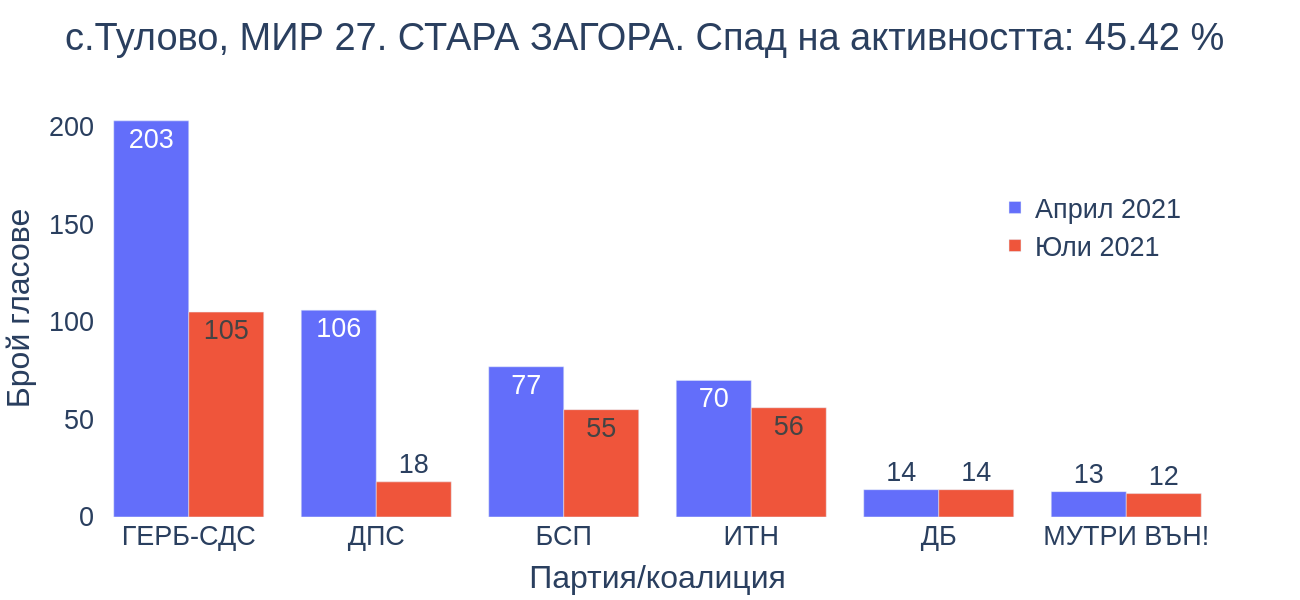 с.Тулово, МИР 27. СТАРА ЗАГОРА. Спад на активността: 45.42 %
Брой гласове
200
150
100
50
0
203
105
106
18
77
55
70
56
14
14
13
12
Април 2021
Юли 2021
ГЕРБ-СДС
ДПС
БСП
ИТН
ДБ
МУТРИ ВЪН!
Партия/коалиция